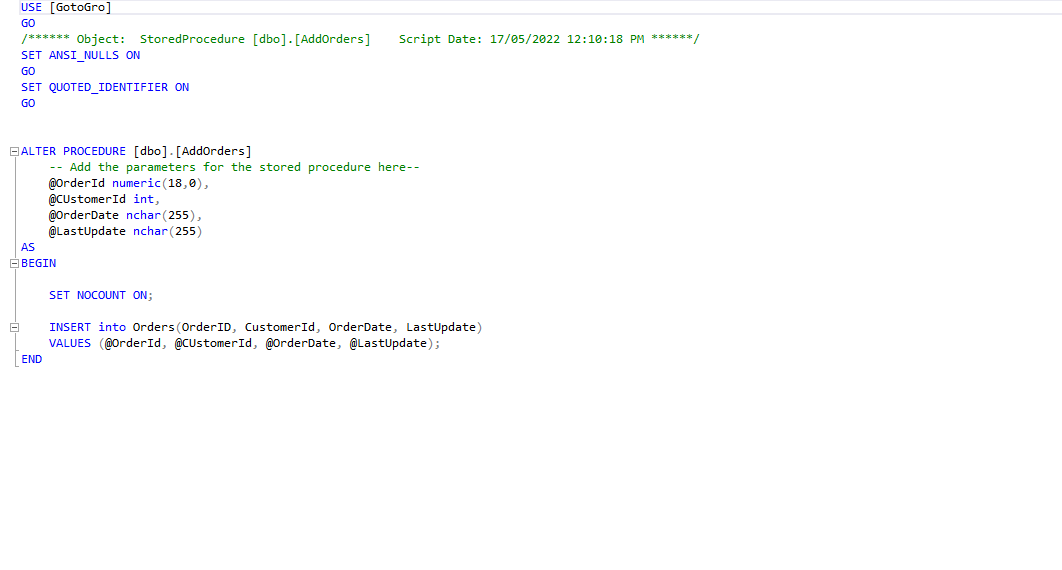 USE [GotoGro]
GO
/****** Object:  StoredProcedure [dbo].[AddOrders]    Script Date: 17/05/2022 12:10:18 PM ******/
SET ANSI_NULLS ON
GO
SET QUOTED_IDENTIFIER ON
GO
ALTER PROCEDURE [dbo].[AddOrders]
    -- Add the parameters for the stored procedure here--
    @OrderId numeric(18,0),
    @CUstomerId int,
    @OrderDate nchar(255),
    @LastUpdate nchar(255)
AS
BEGIN
    SET NOCOUNT ON;
    INSERT into Orders(OrderID, CustomerId, OrderDate, LastUpdate)
    VALUES (@OrderId, @CUstomerId, @OrderDate, @LastUpdate);
END